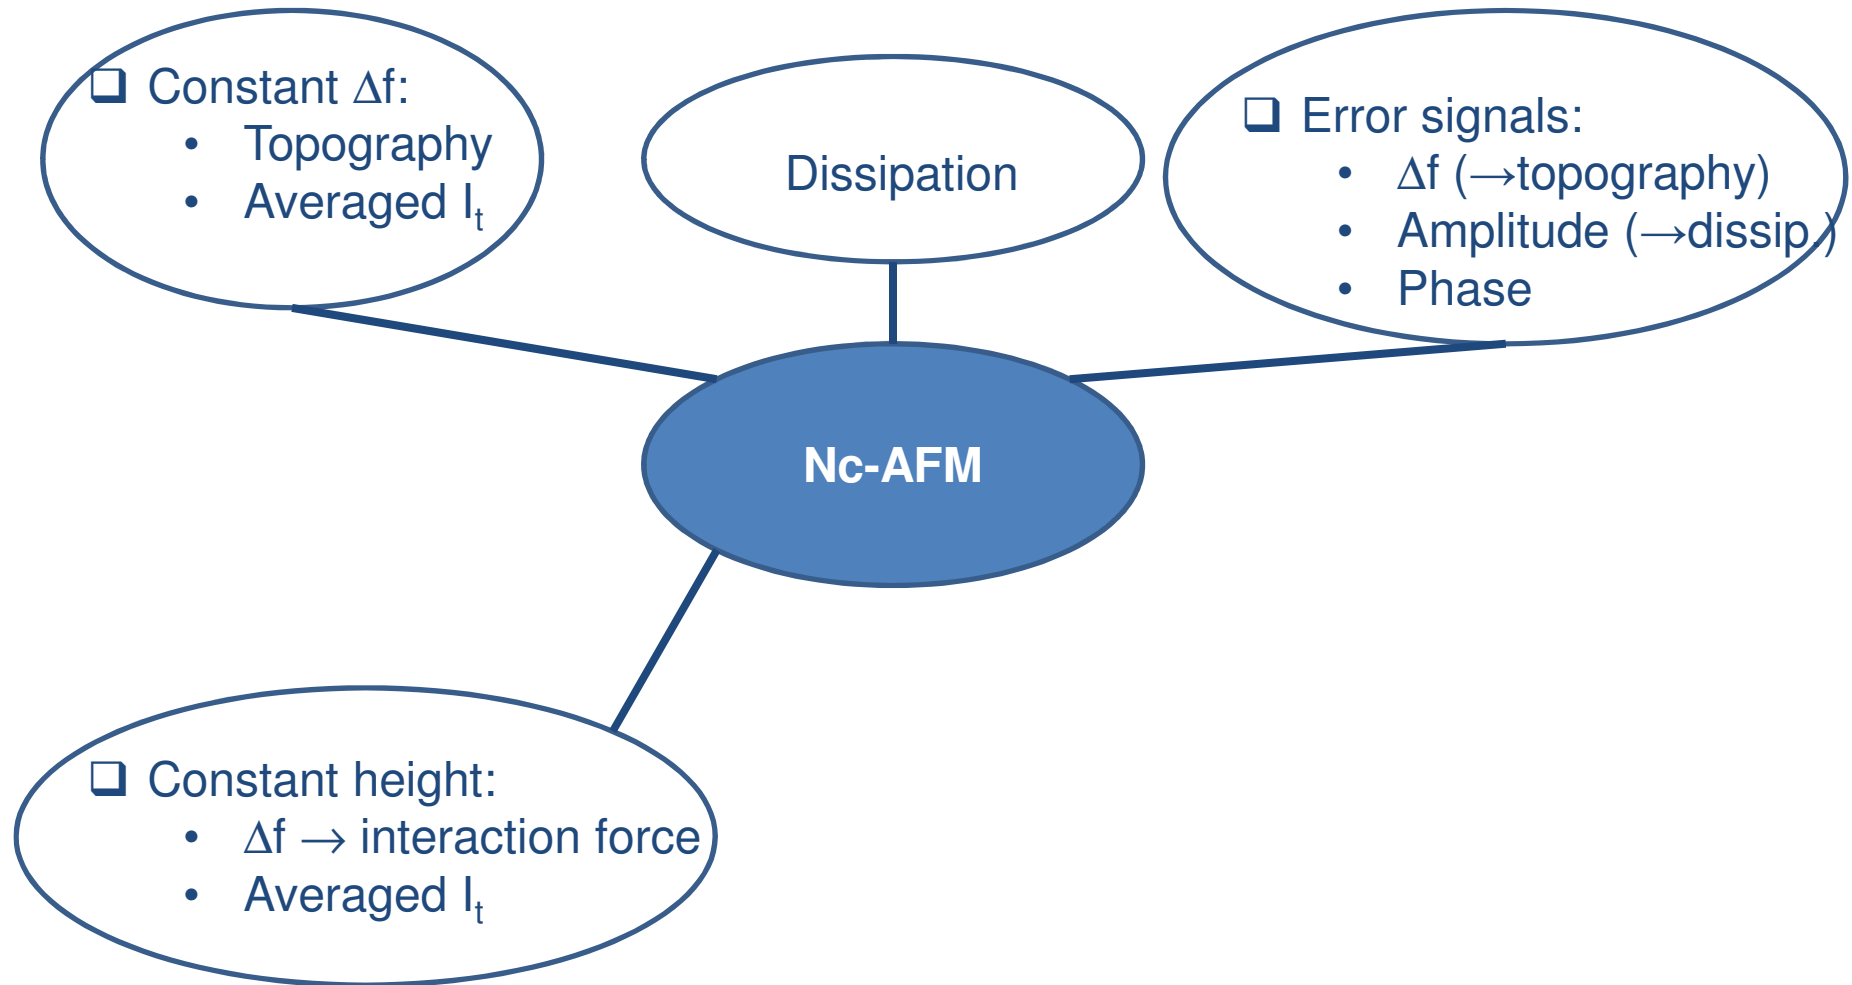 ❑ Constant Δf:
• Topography
• Averaged Iₜ
Dissipation
❑ Error signals:
• Δf (→topography)
• Amplitude (→dissip.)
• Phase
Nc-AFM
❑ Constant height:
• Δf → interaction force
• Averaged Iₜ